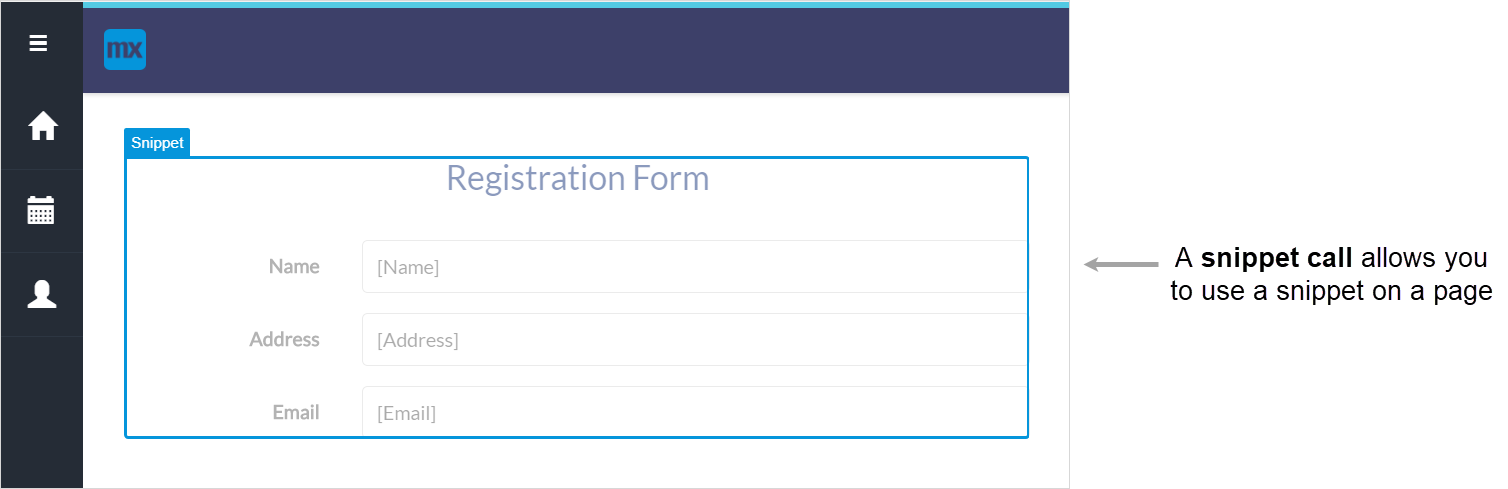 mx
Snippet
Registration Form
Name
[Name]
Address
[Address]
Email
[Email]
A snippet call allows you
to use a snippet on a page